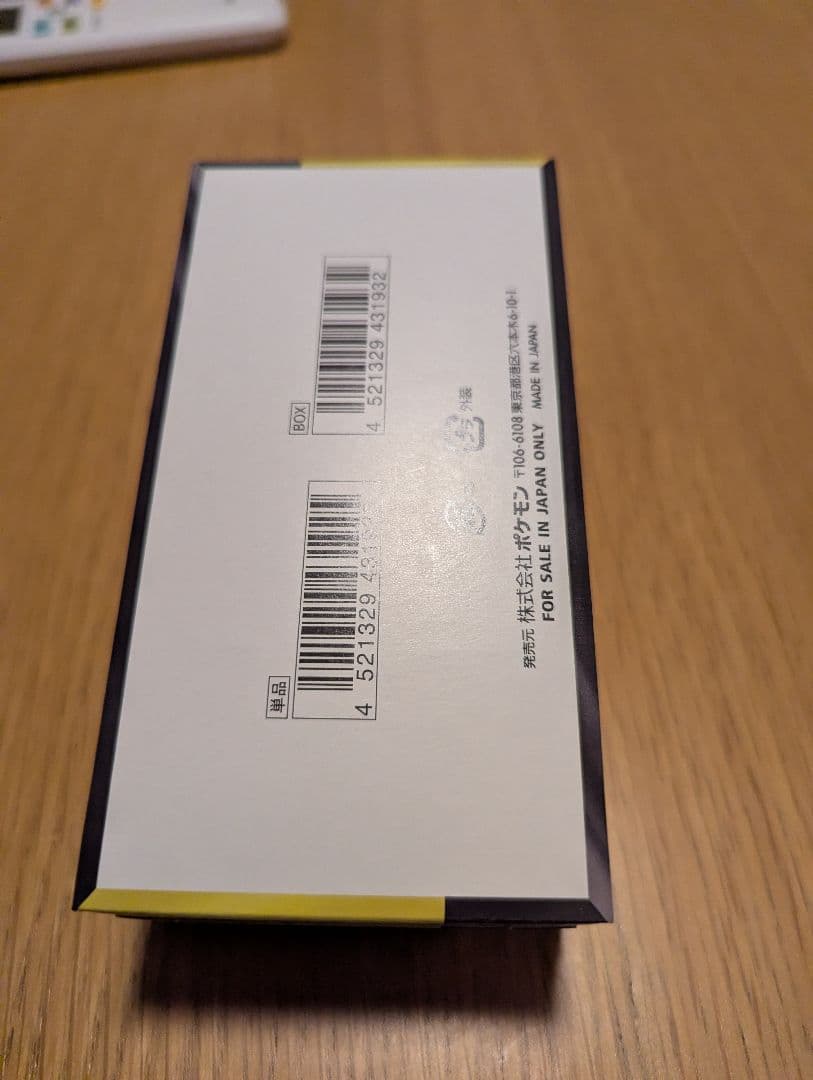 単品
4 521329 431
BOX
4 521329 431932
外装
発売元 株式会社ポケモン 〒106-6108 東京都港区六本木6-10-1
FOR SALE IN JAPAN ONLY MADE IN JAPAN